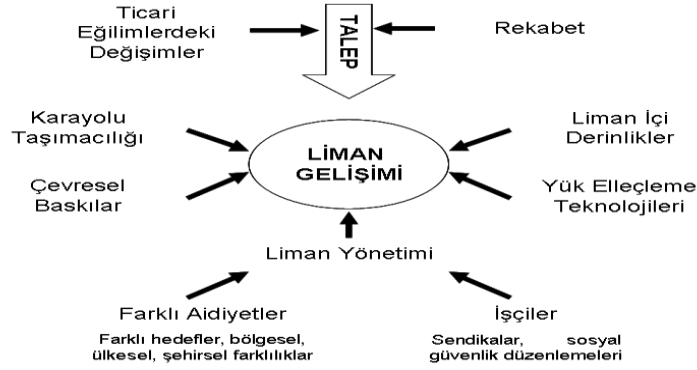 Ticari
Eğilimlerdeki
Değişimler
TALEP
Rekabet
Karayolu
Taşımacılığı
Liman İçi
Derinlikler
LİMAN
GELİŞİMİ
Çevresel
Baskılar
Yük Elleçleme
Teknolojileri
Liman Yönetimi
Farklı Aidiyetler
Farklı hedefler, bölgesel,
ülkesel, şehirsel farklılıklar
İşçiler
Sendikalar, sosyal
güvenlik düzenlemeleri